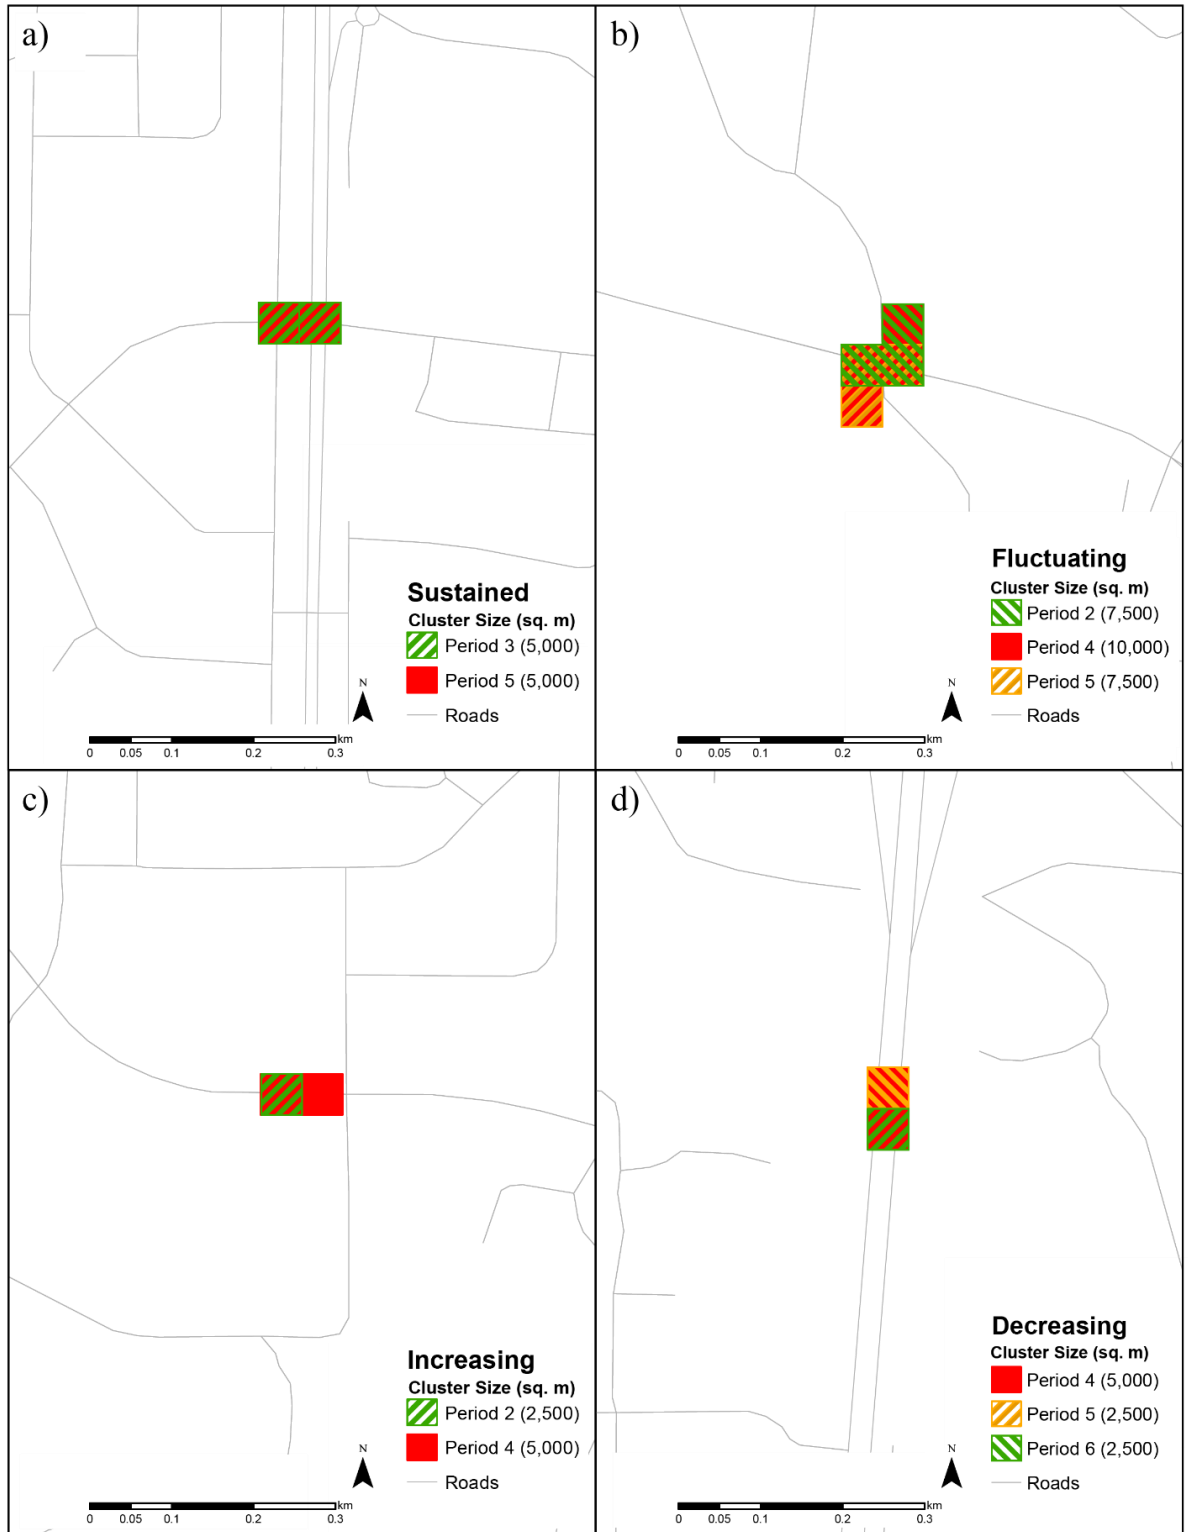 a)
Sustained
Cluster Size (sq. m)
Period 3 (5,000)
Period 5 (5,000)
Roads
N
km
0 0.05 0.1 0.2 0.3
b)
Fluctuating
Cluster Size (sq. m)
Period 2 (7,500)
Period 4 (10,000)
Period 5 (7,500)
Roads
N
km
0 0.05 0.1 0.2 0.3
c)
Increasing
Cluster Size (sq. m)
Period 2 (2,500)
Period 4 (5,000)
Roads
N
km
0 0.05 0.1 0.2 0.3
d)
Decreasing
Cluster Size (sq. m)
Period 4 (5,000)
Period 5 (2,500)
Period 6 (2,500)
Roads
N
km
0 0.05 0.1 0.2 0.3